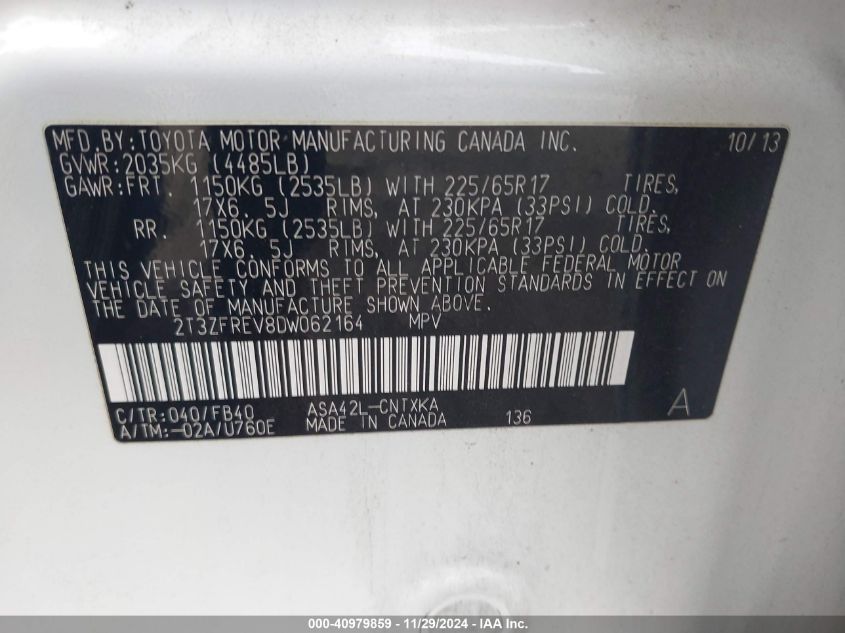 MFD. BY: TOYOTA MOTOR MANUFACTURING CANADA INC. 10/13
GVWR: 2035KG (4485LB)
GAWR: FRT. 1150KG (2535LB) WITH 225/65R17 TIRES,
17X6. 5J RIMS, AT 230KPA (33PSI) COLD.
RR. 1150KG (2535LB) WITH 225/65R17 TIRES,
17X6. 5J RIMS, AT 230KPA (33PSI) COLD.
THIS VEHICLE CONFORMS TO ALL APPLICABLE FEDERAL MOTOR
VEHICLE SAFETY AND THEFT PREVENTION STANDARDS IN EFFECT ON
THE DATE OF MANUFACTURE SHOWN ABOVE.
2T3ZFREV8DW062164 MPV
C/TR: 040/FB40 ASA42L-CNTXKA A
A/TM: -02A/U760E MADE IN CANADA 136
000-40979859 - 11/29/2024 - IAA Inc.